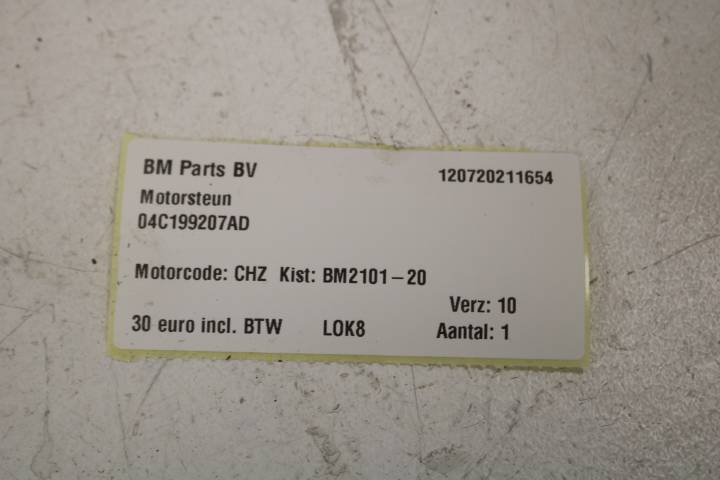 BM Parts BV 120720211654
Motorsteun
04C199207AD
Motorcode: CHZ Kist: BM2101-20
Verz: 10
30 euro incl. BTW LOK8 Aantal: 1